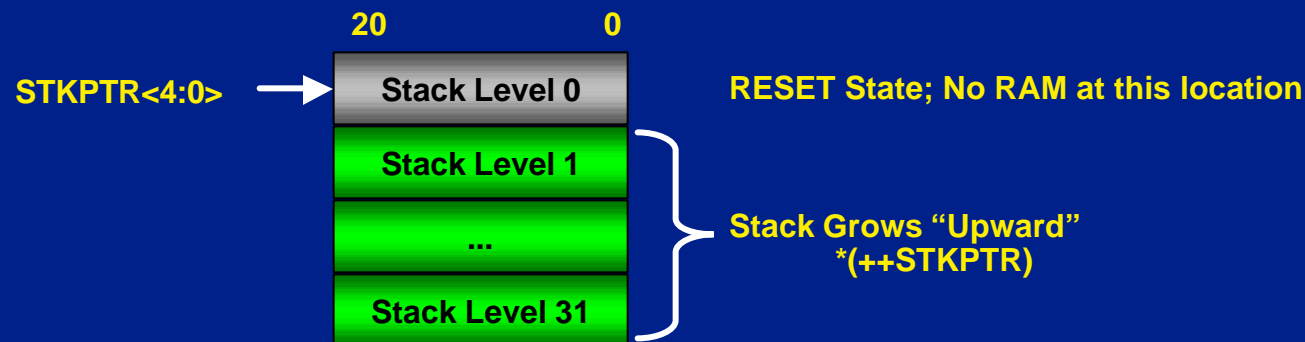 20 0
STKPTR<4:0>
Stack Level 0
RESET State; No RAM at this location
Stack Level 1
...
Stack Grows “Upward”
*(++STKPTR)
Stack Level 31